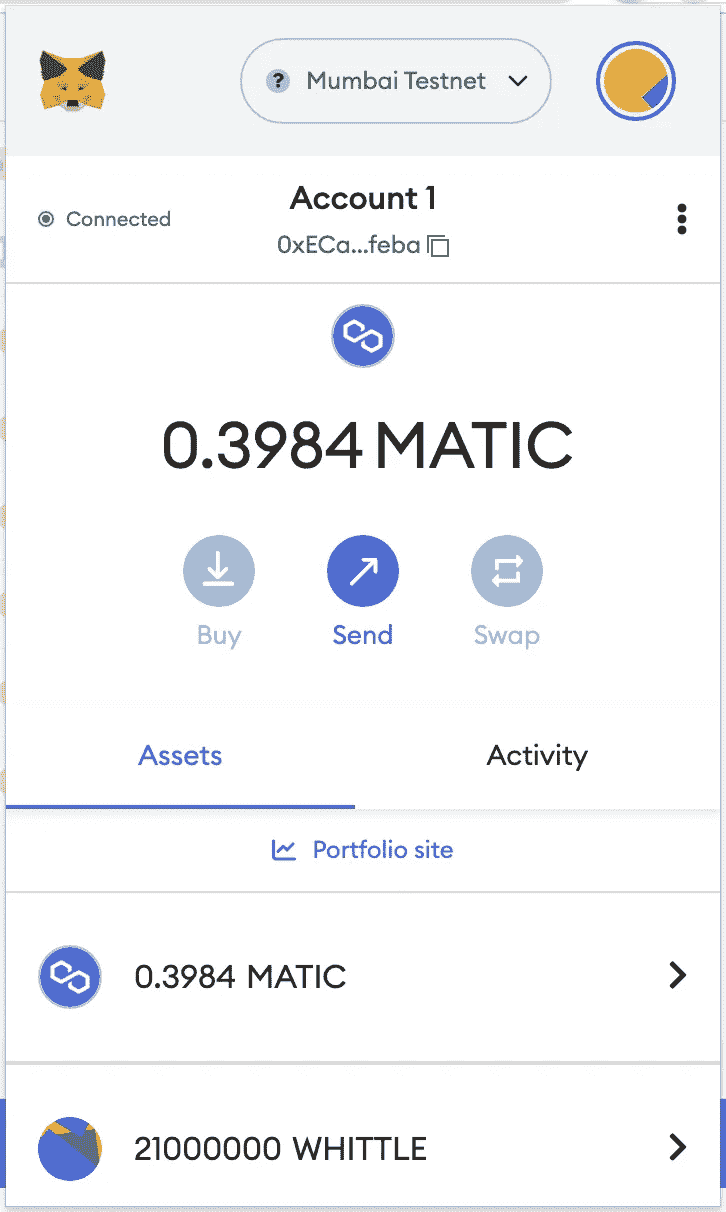 ? Mumbai Testnet
Account 1
Connected
0xECa...feba
0.3984 MATIC
Buy Send Swap
Assets Activity
Portfolio site
0.3984 MATIC
21000000 WHITTLE